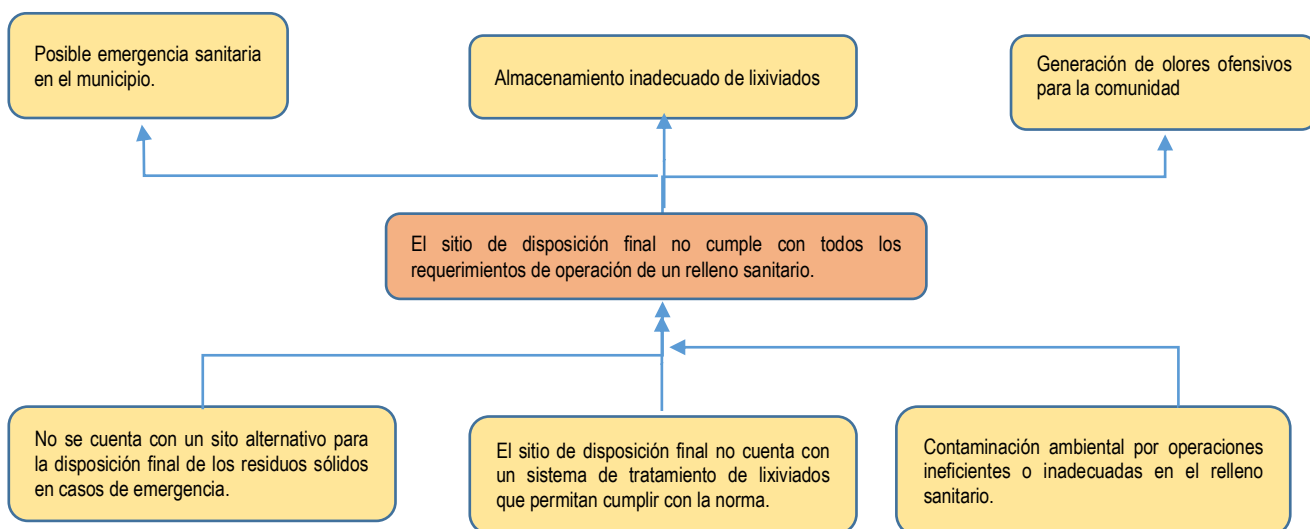 Posible emergencia sanitaria
en el municipio.
Almacenamiento inadecuado de lixiviados
Generación de olores ofensivos
para la comunidad
El sitio de disposición final no cumple con todos los
requerimientos de operación de un relleno sanitario.
No se cuenta con un sito alternativo para
la disposición final de los residuos sólidos
en casos de emergencia.
El sitio de disposición final no cuenta con
un sistema de tratamiento de lixiviados
que permitan cumplir con la norma.
Contaminación ambiental por operaciones
ineficientes o inadecuadas en el relleno
sanitario.